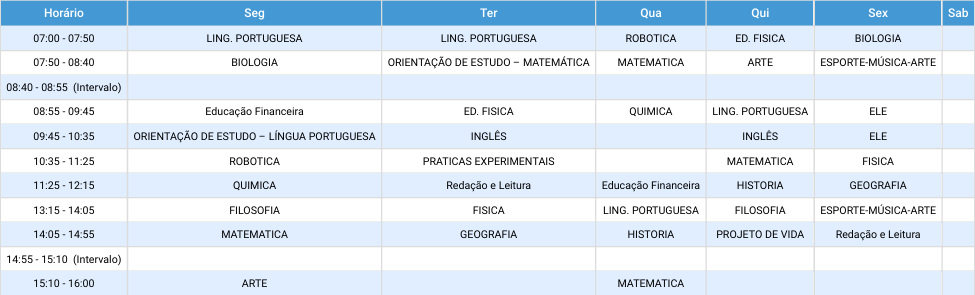 Horário Seg Ter Qua Qui Sex Sab
07:00 - 07:50 LING. PORTUGUESA LING. PORTUGUESA ROBOTICA ED. FISICA BIOLOGIA
07:50 - 08:40 BIOLOGIA ORIENTAÇÃO DE ESTUDO – MATEMÁTICA MATEMATICA ARTE ESPORTE-MÚSICA-ARTE
08:40 - 08:55 (Intervalo)
08:55 - 09:45 Educação Financeira ED. FISICA QUIMICA LING. PORTUGUESA ELE
09:45 - 10:35 ORIENTAÇÃO DE ESTUDO – LÍNGUA PORTUGUESA INGLÊS INGLÊS ELE
10:35 - 11:25 ROBOTICA PRATICAS EXPERIMENTAIS MATEMATICA FISICA
11:25 - 12:15 QUIMICA Redação e Leitura Educação Financeira HISTORIA GEOGRAFIA
13:15 - 14:05 FILOSOFIA FISICA LING. PORTUGUESA FILOSOFIA ESPORTE-MÚSICA-ARTE
14:05 - 14:55 MATEMATICA GEOGRAFIA HISTORIA PROJETO DE VIDA Redação e Leitura
14:55 - 15:10 (Intervalo)
15:10 - 16:00 ARTE MATEMATICA